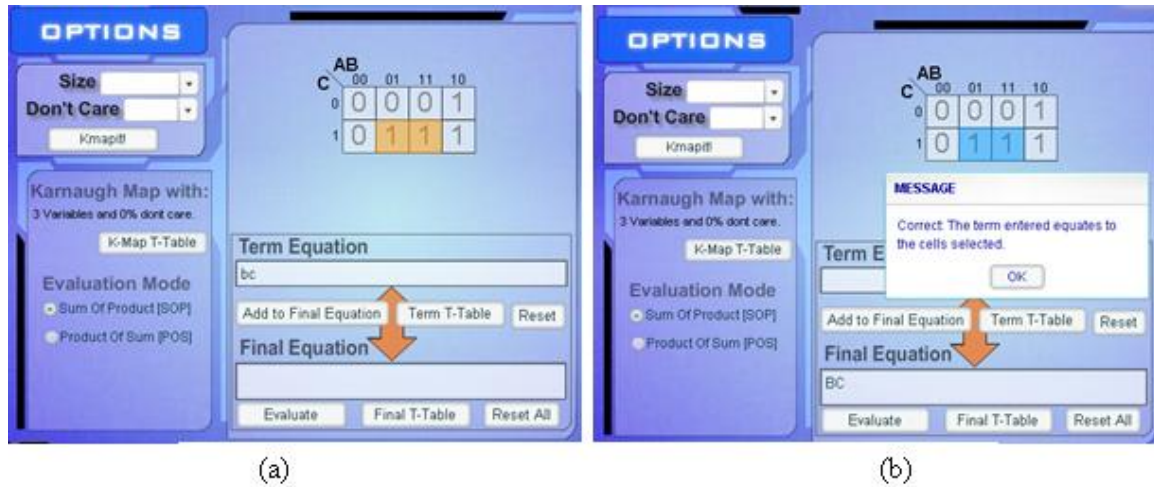 OPTIONS
Size
Don't Care
Kmapit!
Karnaugh Map with:
3 Variables and 0% dont care.
K-Map T-Table
Evaluation Mode
Sum Of Product [SOP]
Product Of Sum [POS]
AB
C 00 01 11 10
0 0 0 0 1
1 0 1 1 1
Term Equation
bc
Add to Final Equation Term T-Table Reset
Final Equation
Evaluate Final T-Table Reset All
(a)
OPTIONS
Size
Don't Care
Kmapit!
Karnaugh Map with:
3 Variables and 0% dont care.
K-Map T-Table
Evaluation Mode
Sum Of Product [SOP]
Product Of Sum [POS]
AB
C 00 01 11 10
0 0 0 0 1
1 0 1 1 1
MESSAGE
Correct: The term entered equates to
the cells selected.
OK
Term E
Add to Final Equation Term T-Table Reset
Final Equation
BC
Evaluate Final T-Table Reset All
(b)